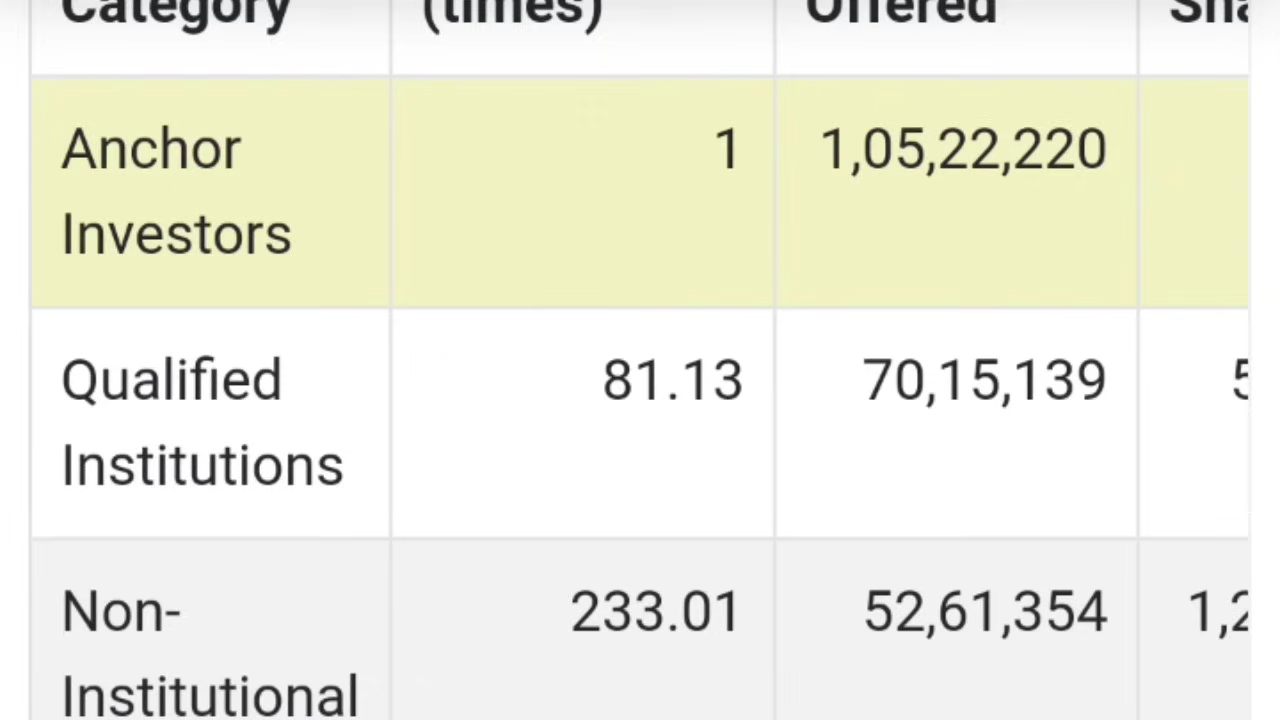 Category (times) Offered
Anchor 1 1,05,22,220
Investors
Qualified 81.13 70,15,139
Institutions
Non- 233.01 52,61,354
Institutional